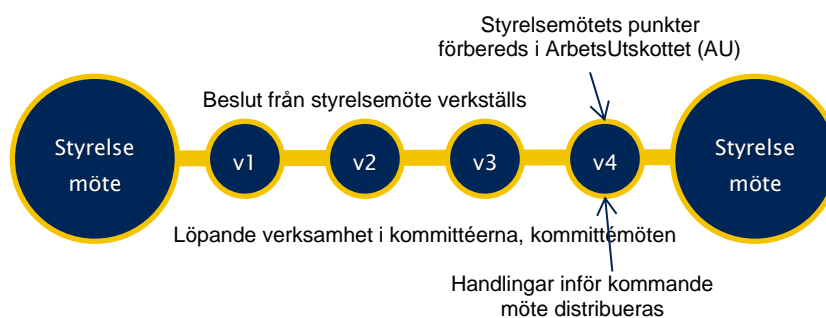 Styrelsemötets punkter
förbereds i ArbetsUtskottet (AU)
Beslut från styrelsemöte verkställs
Styrelse
möte
v1
v2
v3
v4
Styrelse
möte
Löpande verksamhet i kommittéerna, kommittémöten
Handlingar inför kommande
möte distribueras